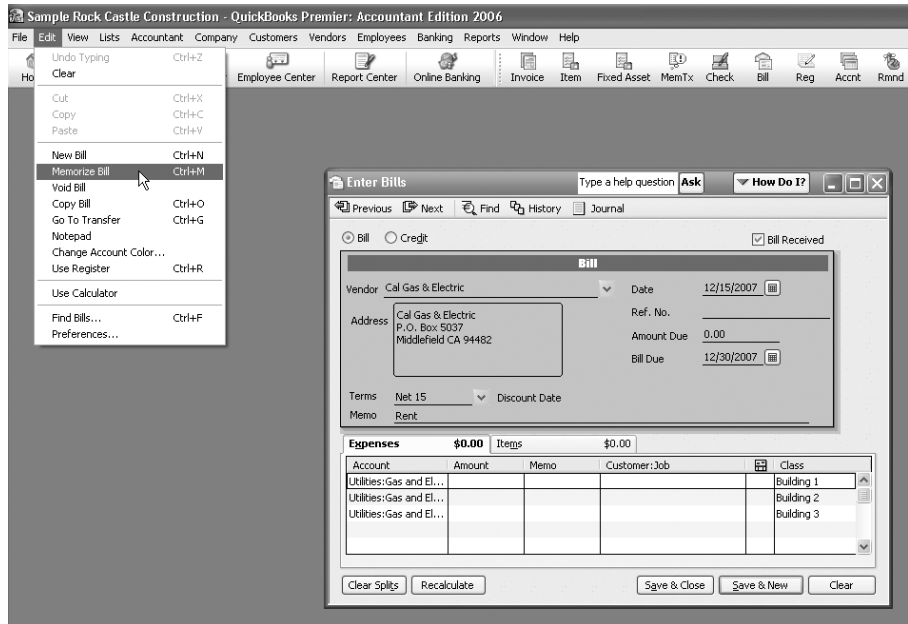 Sample Rock Castle Construction - QuickBooks Premier: Accountant Edition 2006
File Edit View Lists Accountant Company Customers Vendors Employees Banking Reports Window Help
Ho Employee Center Report Center Online Banking Invoice Item Fixed Asset MemTx Check Bill Reg Accnt Rmnd
Undo Typing Ctrl+Z
Clear
Cut Ctrl+X
Copy Ctrl+C
Paste Ctrl+V
New Bill Ctrl+N
Memorize Bill Ctrl+M
Void Bill
Copy Bill Ctrl+O
Go To Transfer Ctrl+G
Notepad
Change Account Color...
Use Register Ctrl+R
Use Calculator
Find Bills... Ctrl+F
Preferences...
Enter Bills Type a help question Ask How Do I?
Previous Next Find History Journal
Bill Credit Bill Received
Bill
Vendor Cal Gas & Electric Date 12/15/2007
Ref. No.
Address Cal Gas & Electric
P.O. Box 5037
Middlefield CA 94482
Amount Due 0.00
Bill Due 12/30/2007
Terms Net 15 Discount Date
Memo Rent
Expenses $0.00 Items $0.00
Account Amount Memo Customer:Job Class
Utilities:Gas and El... Building 1
Utilities:Gas and El... Building 2
Utilities:Gas and El... Building 3
Clear Splits Recalculate Save & Close Save & New Clear